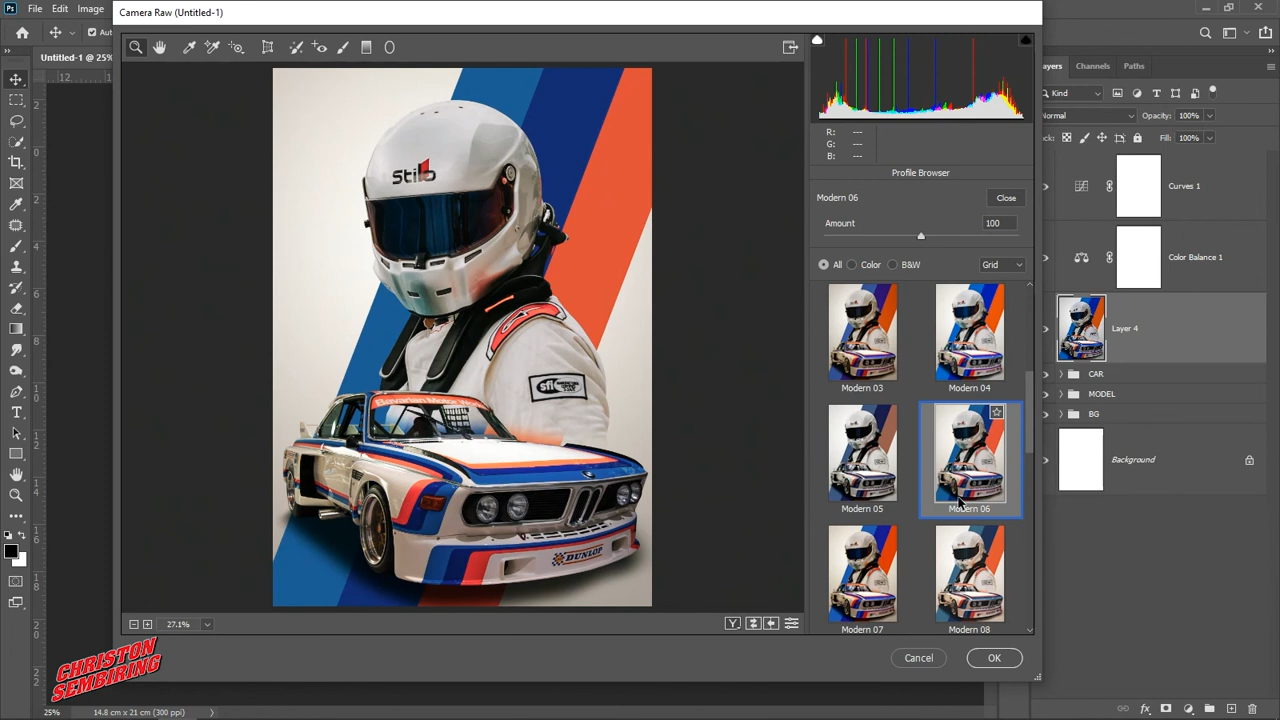 Ps File Edit Image
Camera Raw (Untitled-1)
Untitled-1 @ 25%
Stilo
sfi
Bavarian Motor W
DUNLOP
R: ---
G: ---
B: ---
Profile Browser
Modern 06
Close
Amount
100
All
Color
B&W
Grid
Modern 03
Modern 04
Modern 05
Modern 06
Modern 07
Modern 08
27.1%
Cancel
OK
ayers
Channels
Paths
Kind
Normal
Opacity: 100%
Fill: 100%
Curves 1
Color Balance 1
Layer 4
CAR
MODEL
BG
Background
CHRISTON
SEMBIRING
25%
14.8 cm x 21 cm (300 ppi)